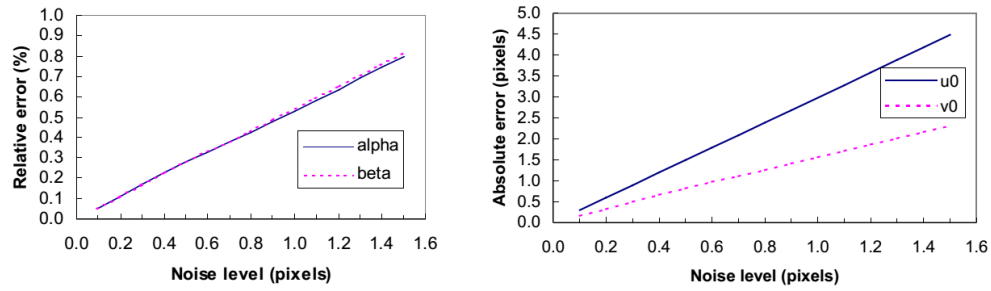 Relative error (%)
1.0
0.9
0.8
0.7
0.6
0.5
0.4
0.3
0.2
0.1
0.0
alpha
beta
0.0 0.2 0.4 0.6 0.8 1.0 1.2 1.4 1.6
Noise level (pixels)
Absolute error (pixels)
5.0
4.5
4.0
3.5
3.0
2.5
2.0
1.5
1.0
0.5
0.0
u0
v0
0.0 0.2 0.4 0.6 0.8 1.0 1.2 1.4 1.6
Noise level (pixels)